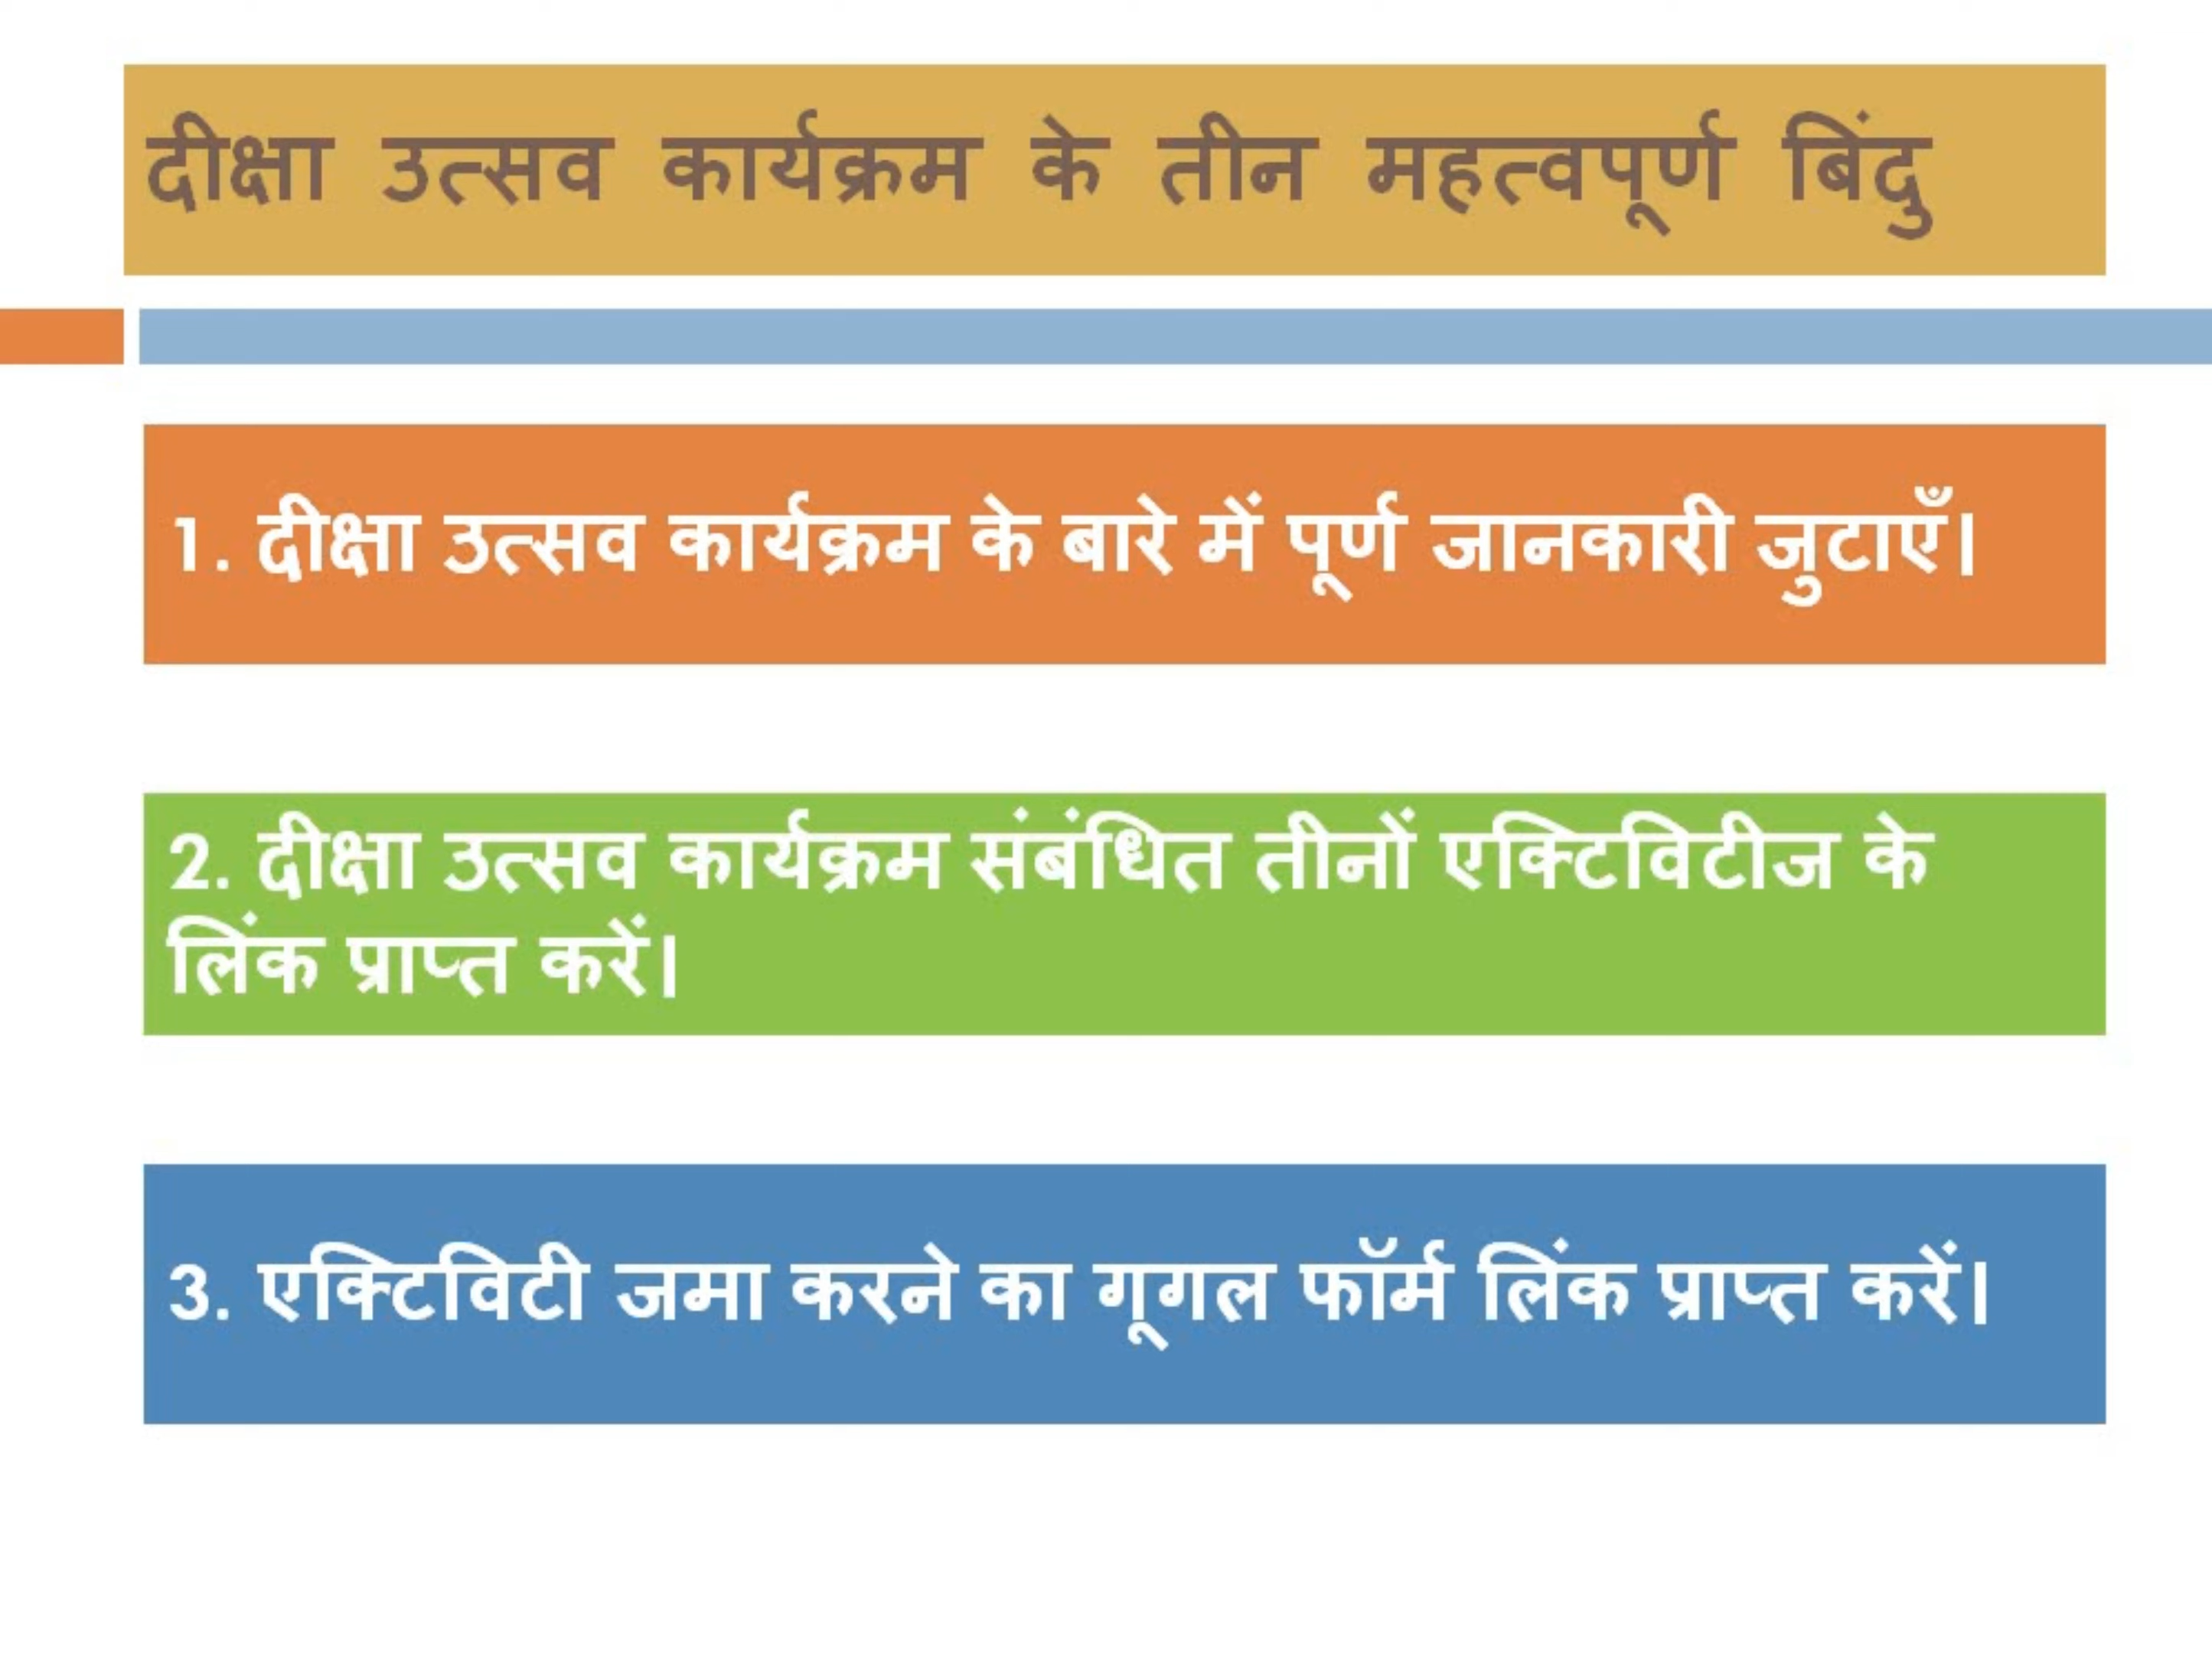 दीक्षा उत्सव कार्यक्रम के तीन महत्वपूर्ण बिंदु
1. दीक्षा उत्सव कार्यक्रम के बारे में पूर्ण जानकारी जुटाएँ।
2. दीक्षा उत्सव कार्यक्रम संबंधित तीनों एक्टिविटीज के
लिंक प्राप्त करें।
3. एक्टिविटी जमा करने का गूगल फॉर्म लिंक प्राप्त करें।